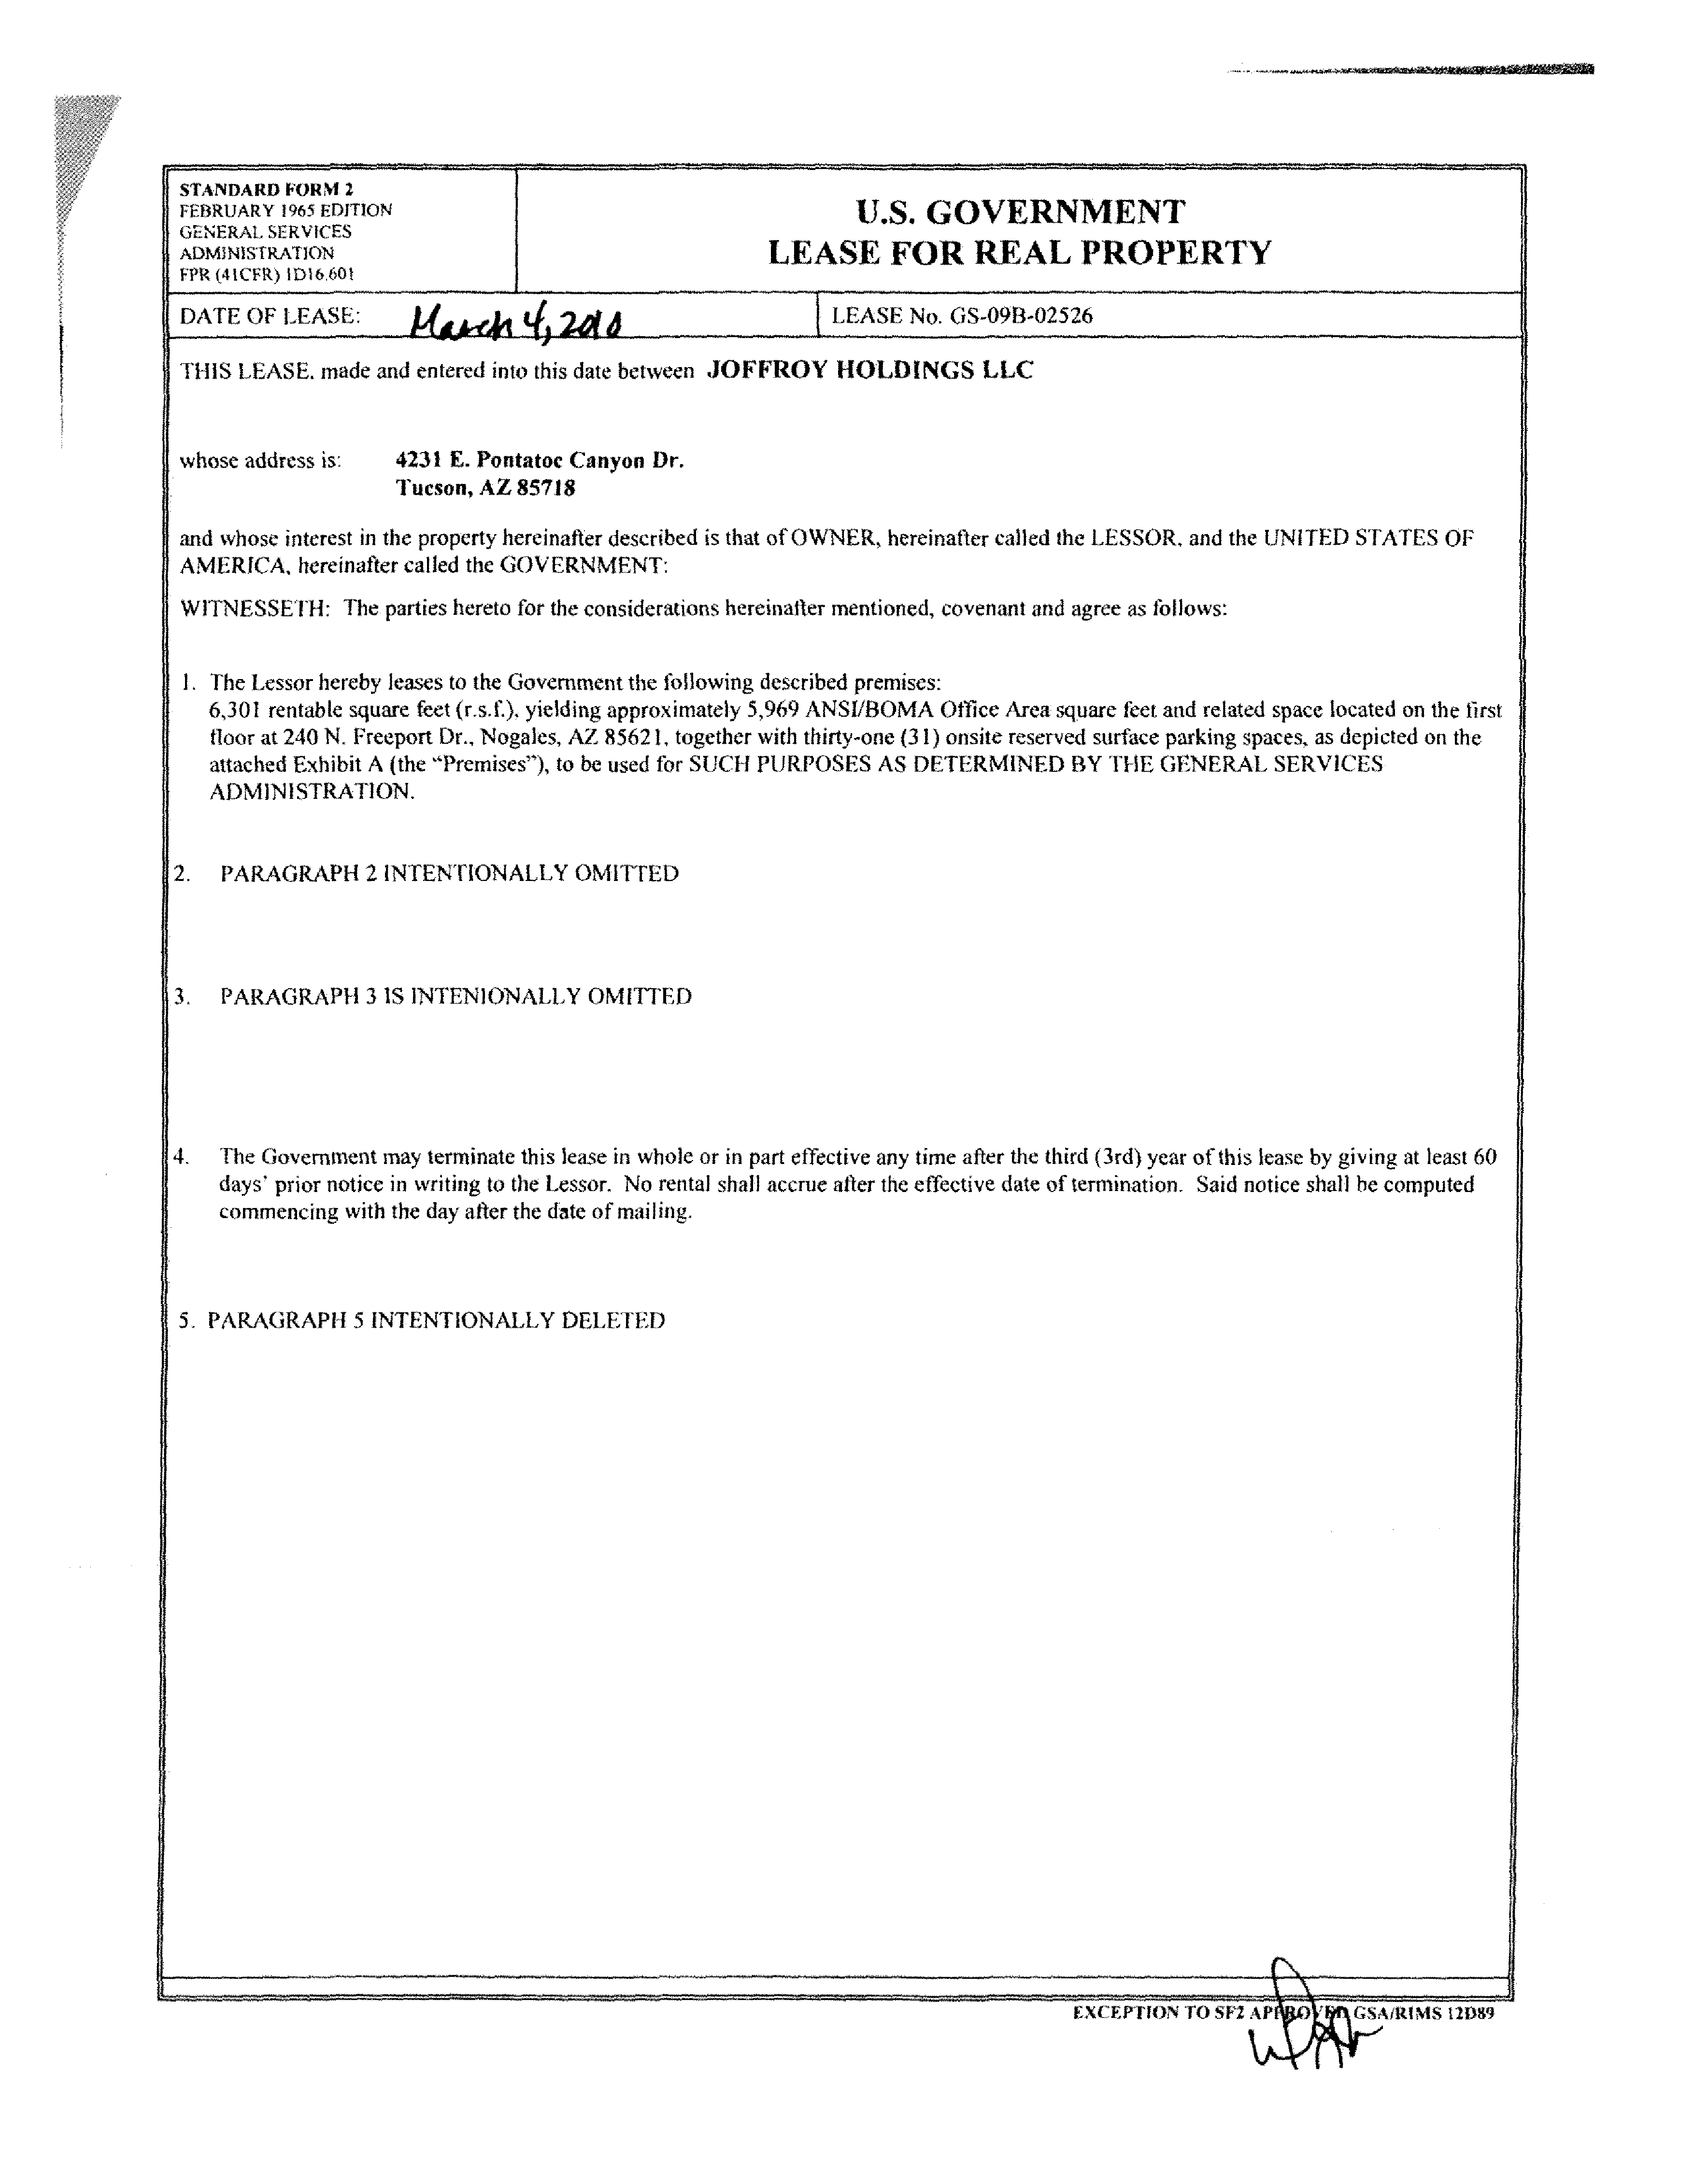 STANDARD FORM 2
FEBRUARY 1965 EDITION
GENERAL SERVICES
ADMINISTRATION
FPR (41CFR) 1D16.601
U.S. GOVERNMENT
LEASE FOR REAL PROPERTY
DATE OF LEASE: March 4, 2010
LEASE No. GS-09B-02526
THIS LEASE, made and entered into this date between JOFFROY HOLDINGS LLC
whose address is: 4231 E. Pontatoc Canyon Dr.
Tucson, AZ 85718
and whose interest in the property hereinafter described is that of OWNER, hereinafter called the LESSOR, and the UNITED STATES OF
AMERICA, hereinafter called the GOVERNMENT:
WITNESSETH: The parties hereto for the considerations hereinafter mentioned, covenant and agree as follows:
1. The Lessor hereby leases to the Government the following described premises:
6,301 rentable square feet (r.s.f.), yielding approximately 5,969 ANSI/BOMA Office Area square feet and related space located on the first
floor at 240 N. Freeport Dr., Nogales, AZ 85621, together with thirty-one (31) onsite reserved surface parking spaces, as depicted on the
attached Exhibit A (the “Premises”), to be used for SUCH PURPOSES AS DETERMINED BY THE GENERAL SERVICES
ADMINISTRATION.
2. PARAGRAPH 2 INTENTIONALLY OMITTED
3. PARAGRAPH 3 IS INTENIONALLY OMITTED
4. The Government may terminate this lease in whole or in part effective any time after the third (3rd) year of this lease by giving at least 60
days’ prior notice in writing to the Lessor. No rental shall accrue after the effective date of termination. Said notice shall be computed
commencing with the day after the date of mailing.
5. PARAGRAPH 5 INTENTIONALLY DELETED
EXCEPTION TO SF2 APPROVED GSA/RIMS 12D89